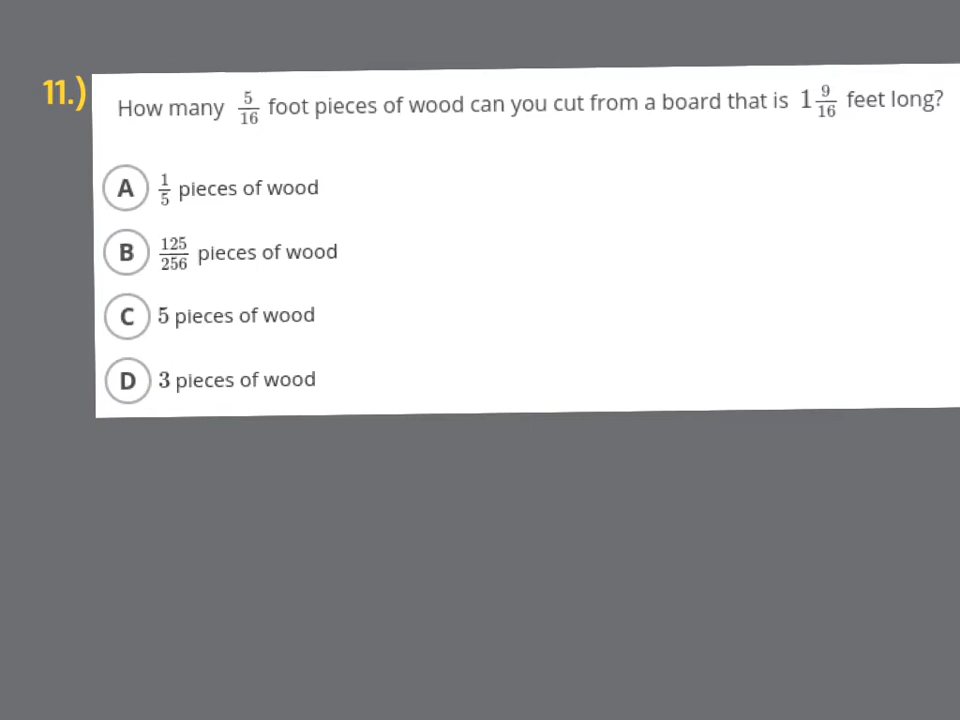 11.)
How many 5/16 foot pieces of wood can you cut from a board that is 1 9/16 feet long?
A 1/5 pieces of wood
B 125/256 pieces of wood
C 5 pieces of wood
D 3 pieces of wood